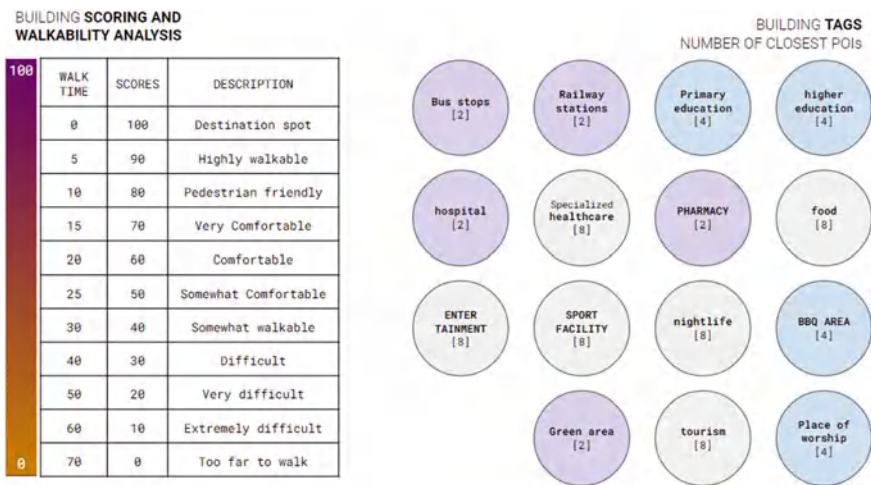 BUILDING SCORING AND
WALKABILITY ANALYSIS
100
0
WALK TIME SCORES DESCRIPTION
0 100 Destination spot
5 90 Highly walkable
10 80 Pedestrian friendly
15 70 Very Comfortable
20 60 Comfortable
25 50 Somewhat Comfortable
30 40 Somewhat walkable
40 30 Difficult
50 20 Very difficult
60 10 Extremely difficult
70 0 Too far to walk
BUILDING TAGS
NUMBER OF CLOSEST POIs
Bus stops
[2]
Railway
stations
[2]
Primary
education
[4]
higher
education
[4]
hospital
[2]
Specialized
healthcare
[8]
PHARMACY
[2]
food
[8]
ENTER
TAINMENT
[8]
SPORT
FACILITY
[8]
nightlife
[8]
BBQ AREA
[4]
Green area
[2]
tourism
[8]
Place of
worship
[4]